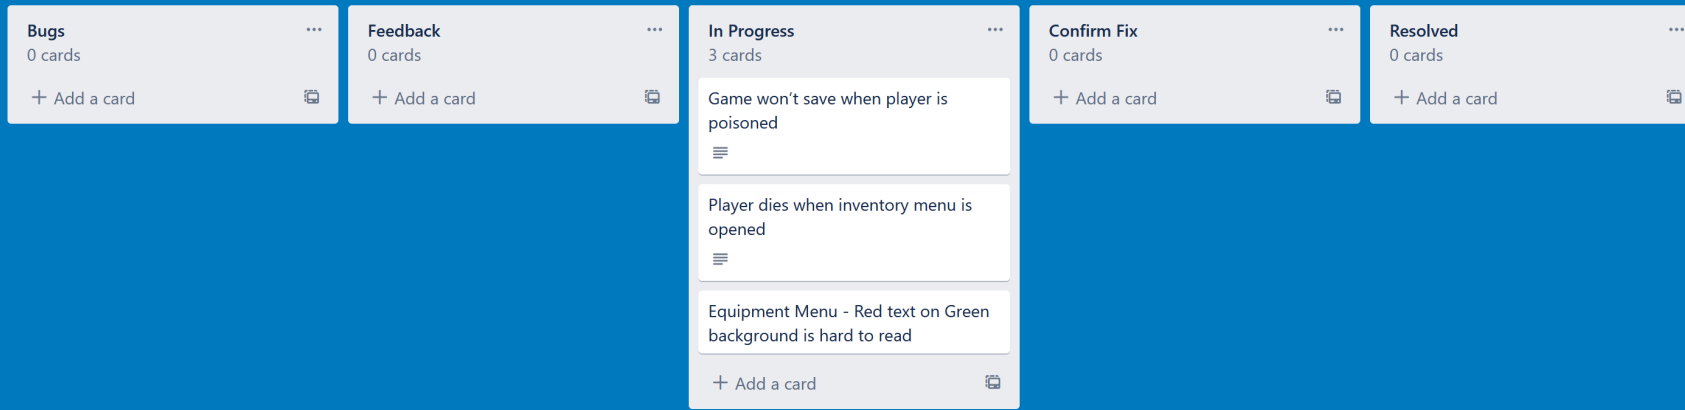 Bugs
0 cards
+ Add a card
Feedback
0 cards
+ Add a card
In Progress
3 cards
Game won't save when player is
poisoned
Player dies when inventory menu is
opened
Equipment Menu - Red text on Green
background is hard to read
+ Add a card
Confirm Fix
0 cards
+ Add a card
Resolved
0 cards
+ Add a card